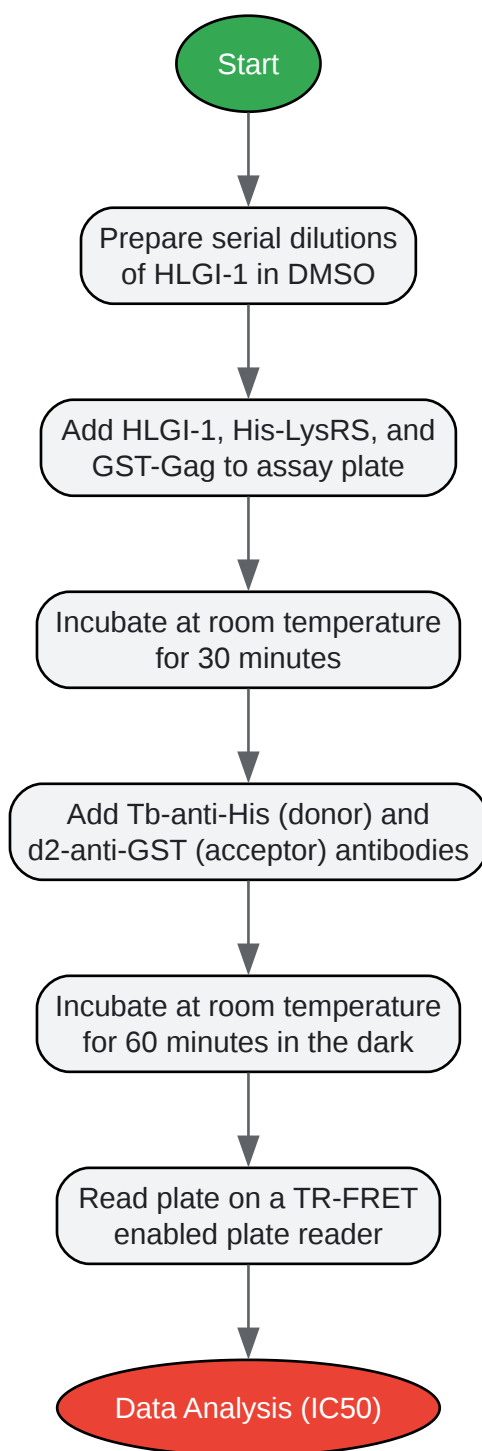 Start
Prepare serial dilutions
of HLGI-1 in DMSO
Add HLGI-1, His-LysRS, and
GST-Gag to assay plate
Incubate at room temperature
for 30 minutes
Add Tb-anti-His (donor) and
d2-anti-GST (acceptor) antibodies
Incubate at room temperature
for 60 minutes in the dark
Read plate on a TR-FRET
enabled plate reader
Data Analysis (IC50)